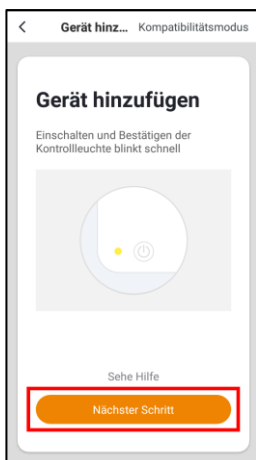 Gerät hinz... Kompatibilitätsmodus
Gerät hinzufügen
Einschalten und Bestätigen der
Kontrollleuchte blinkt schnell
Sehe Hilfe
Nächster Schritt